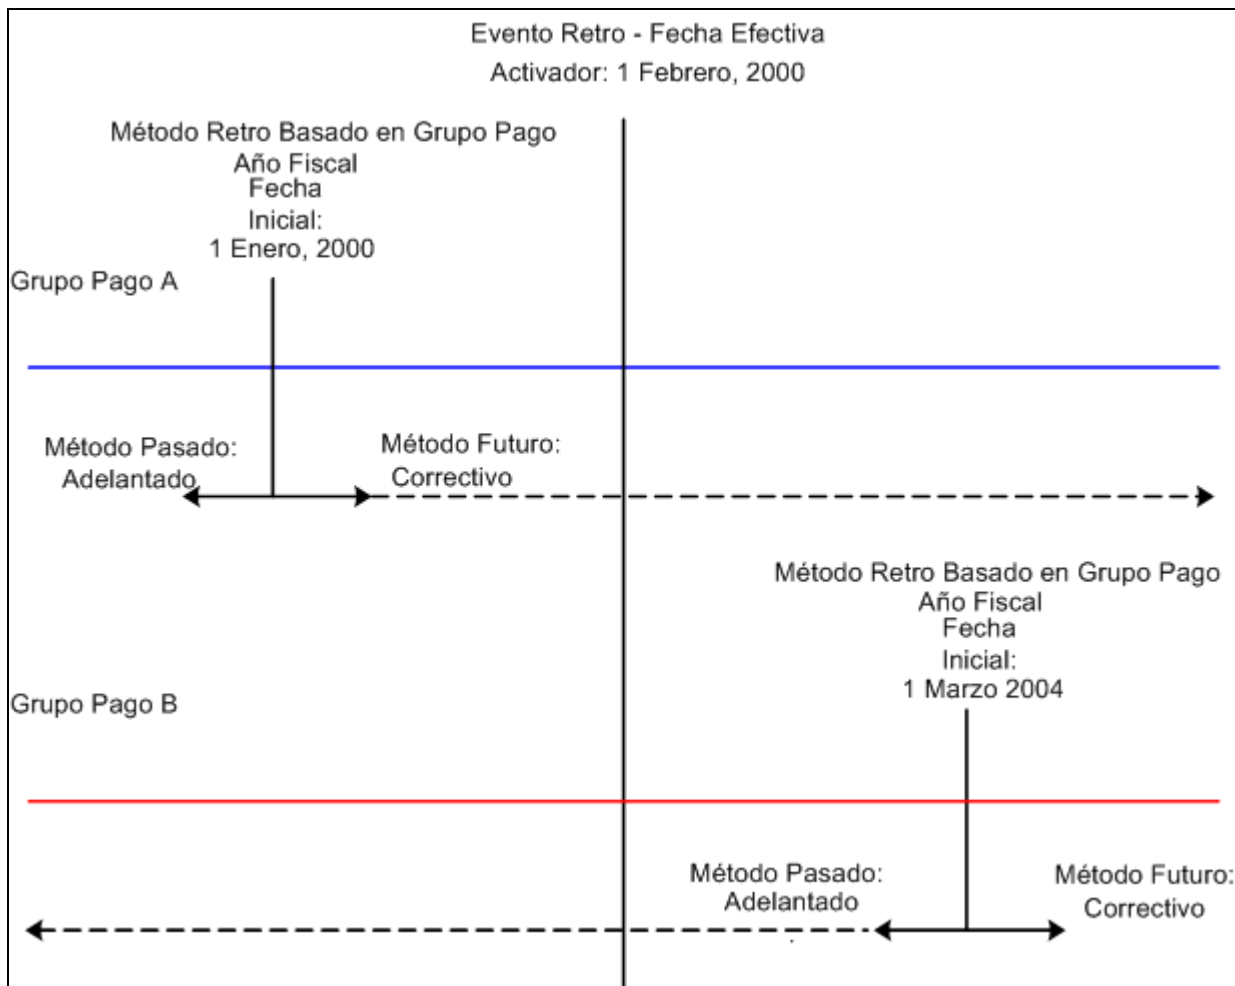 Evento Retro - Fecha Efectiva
Activador: 1 Febrero, 2000
Método Retro Basado en Grupo Pago
Año Fiscal
Fecha
Inicial:
1 Enero, 2000
Grupo Pago A
Método Pasado:
Adelantado
Método Futuro:
Correctivo
Método Retro Basado en Grupo Pago
Año Fiscal
Fecha
Inicial:
1 Marzo 2004
Grupo Pago B
Método Pasado:
Adelantado
Método Futuro:
Correctivo